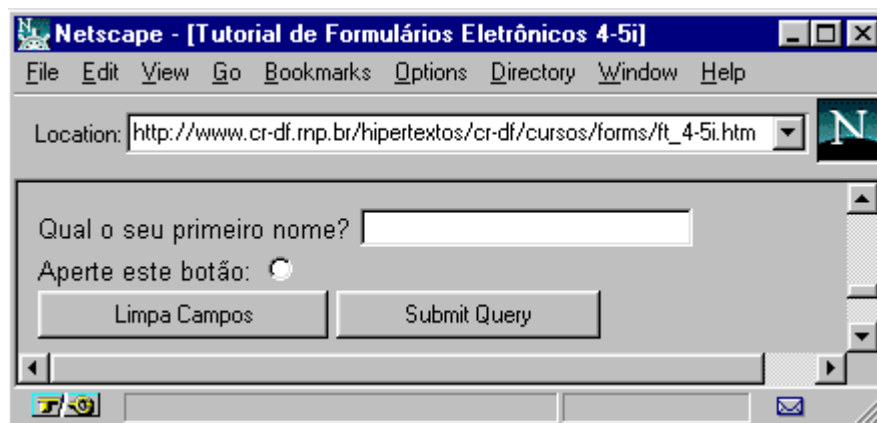 Netscape - [Tutorial de Formulários Eletrônicos 4-5i]
File Edit View Go Bookmarks Options Directory Window Help
Location: http://www.cr-df.rnp.br/hipertextos/cr-df/cursos/forms/ft_4-5i.htm N
Qual o seu primeiro nome?
Aperte este botão:
Limpa Campos Submit Query